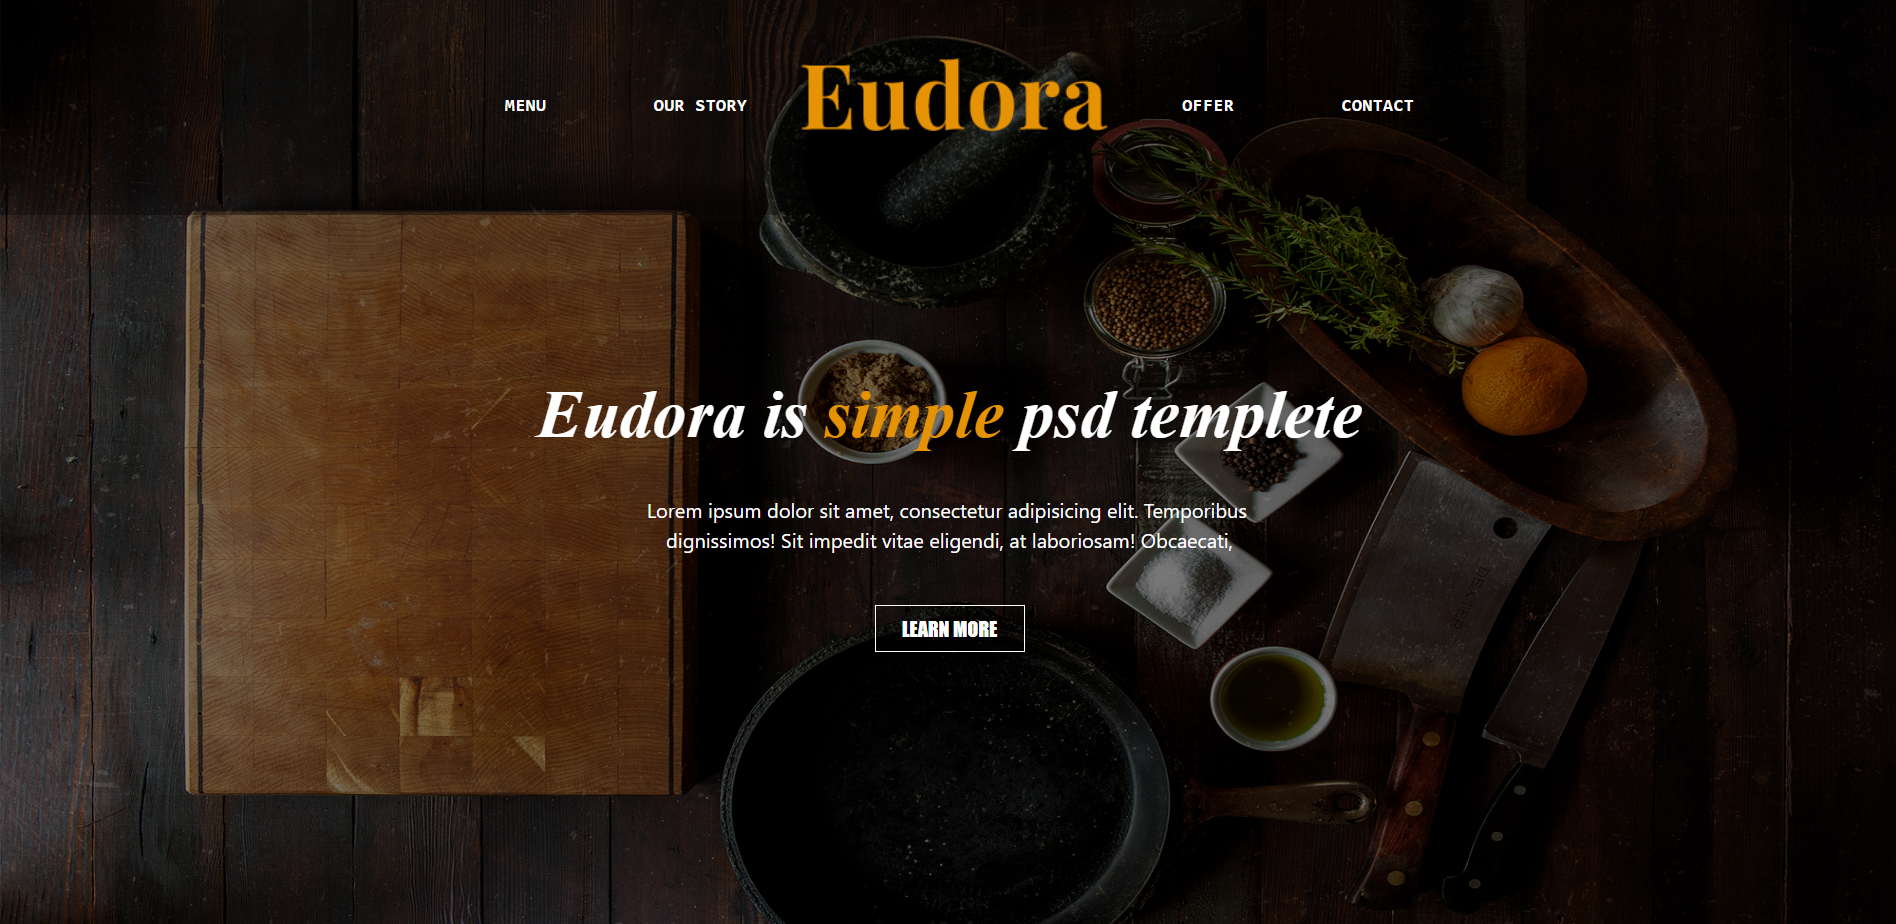 MENU OUR STORY Eudora OFFER CONTACT
Eudora is simple psd templete
Lorem ipsum dolor sit amet, consectetur adipisicing elit. Temporibus
dignissimos! Sit impedit vitae eligendi, at laboriosam! Obcaecati,
LEARN MORE